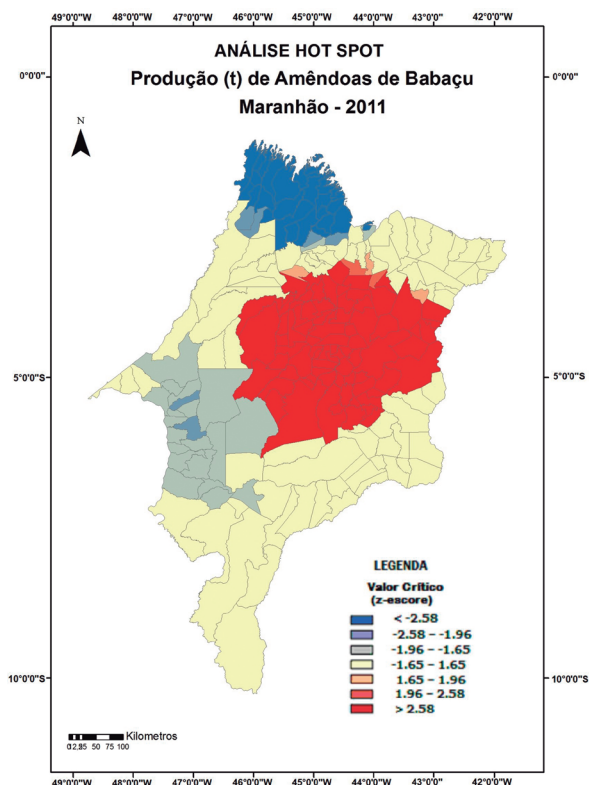 49°0'0" 48°0'0"W 47°0'0"W 46°0'0"W 45°0'0"W 44°0'0"W 43°0'0"W 42°0'0"W
ANÁLISE HOT SPOT
0°0'0" 0°0'0"
Produção (t) de Amêndoas de Babaçu
Maranhão - 2011
N
5°0'0"S 5°0'0"S
LEGENDA
Valor Crítico
(z-escore)
< -2.58
-2.58 – -1.96
-1.96 – -1.65
-1.65 – 1.65
1.65 – 1.96
1.96 – 2.58
> 2.58
10°0'0"S 10°0'0"S
Kilometros
50 75 100
49°0'0" 48°0'0"W 47°0'0"W 46°0'0"W 45°0'0"W 44°0'0"W 43°0'0"W 42°0'0"W